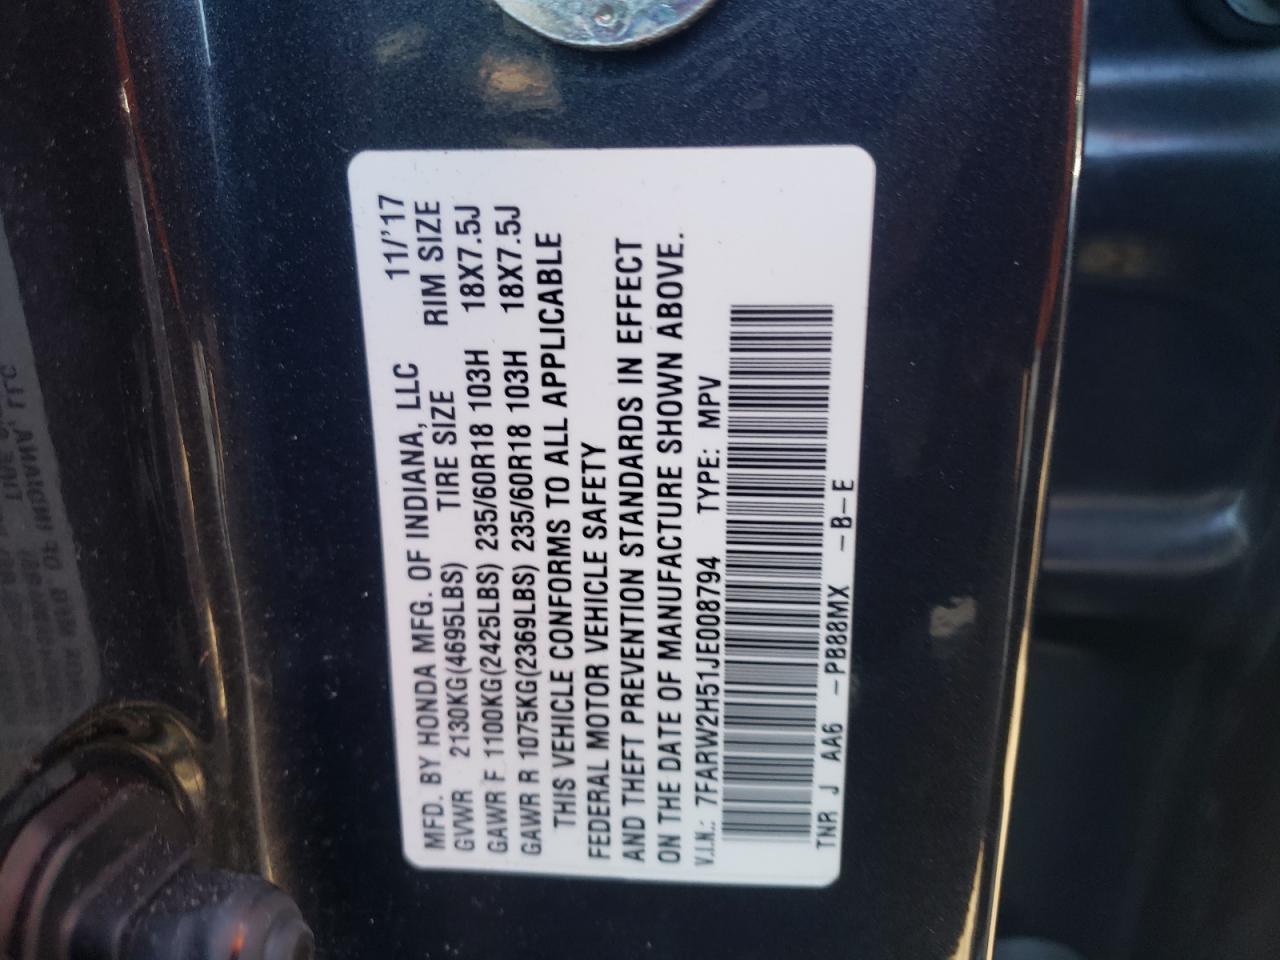 MFD. BY HONDA MFG. OF INDIANA, LLC 11/'17
GVWR 2130KG(4695LBS) TIRE SIZE RIM SIZE
GAWR F 1100KG(2425LBS) 235/60R18 103H 18X7.5J
GAWR R 1075KG(2369LBS) 235/60R18 103H 18X7.5J
THIS VEHICLE CONFORMS TO ALL APPLICABLE
FEDERAL MOTOR VEHICLE SAFETY
AND THEFT PREVENTION STANDARDS IN EFFECT
ON THE DATE OF MANUFACTURE SHOWN ABOVE.
V.I.N.: 7FARW2H51JE008794 TYPE: MPV
TNR J AA6 -PB88MX -B-E